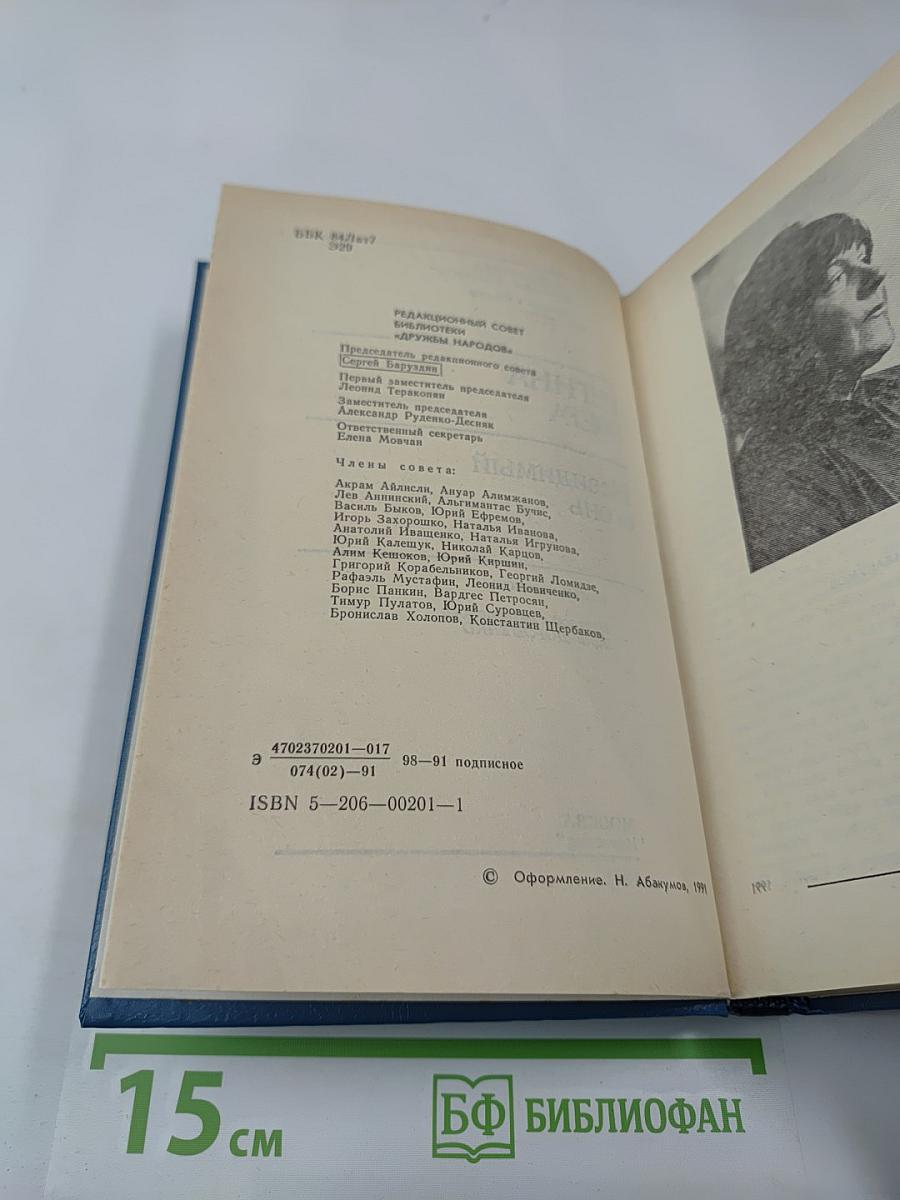 ББК 84Лат7
Э29
РЕДАКЦИОННЫЙ СОВЕТ
БИБЛИОТЕКИ
«ДРУЖБЫ НАРОДОВ»
Председатель редакционного совета
Сергей Баруздин
Первый заместитель председателя
Леонид Теракопян
Заместитель председателя
Александр Руденко-Десняк
Ответственный секретарь
Елена Мовчан
Члены совета:
Акрам Айлисли, Ануар Алимжанов,
Лев Аннинский, Альгимантас Бучис,
Василь Быков, Юрий Ефремов,
Игорь Захорошко, Наталья Иванова,
Анатолий Иващенко, Наталья Игрунова,
Юрий Калещук, Николай Карцов,
Алим Кешоков, Юрий Киршин,
Григорий Корабельников, Георгий Ломидзе,
Рафаэль Мустафин, Леонид Новиченко,
Борис Панкин, Вардгес Петросян,
Тимур Пулатов, Юрий Суровцев,
Бронислав Холопов, Константин Щербаков,
Э 4702370201—017 98—91 подписное
074(02)—91
ISBN 5—206—00201—1
© Оформление. Н. Абакумов, 1991
15 см
БФ БИБЛИОФАН